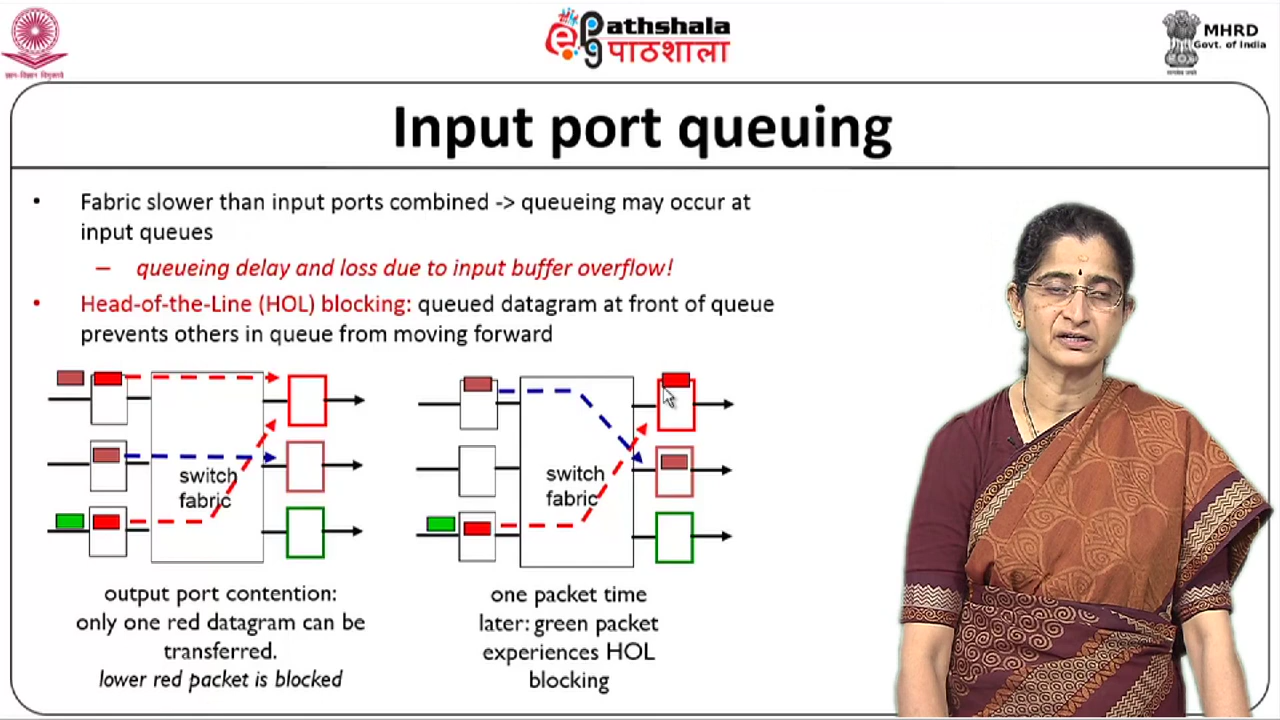 ePathshala
पाठशाला
MHRD
Govt. of India
Input port queuing
• Fabric slower than input ports combined -> queueing may occur at
input queues
– queueing delay and loss due to input buffer overflow!
• Head-of-the-Line (HOL) blocking: queued datagram at front of queue
prevents others in queue from moving forward
switch
fabric
switch
fabric
output port contention:
only one red datagram can be
transferred.
lower red packet is blocked
one packet time
later: green packet
experiences HOL
blocking